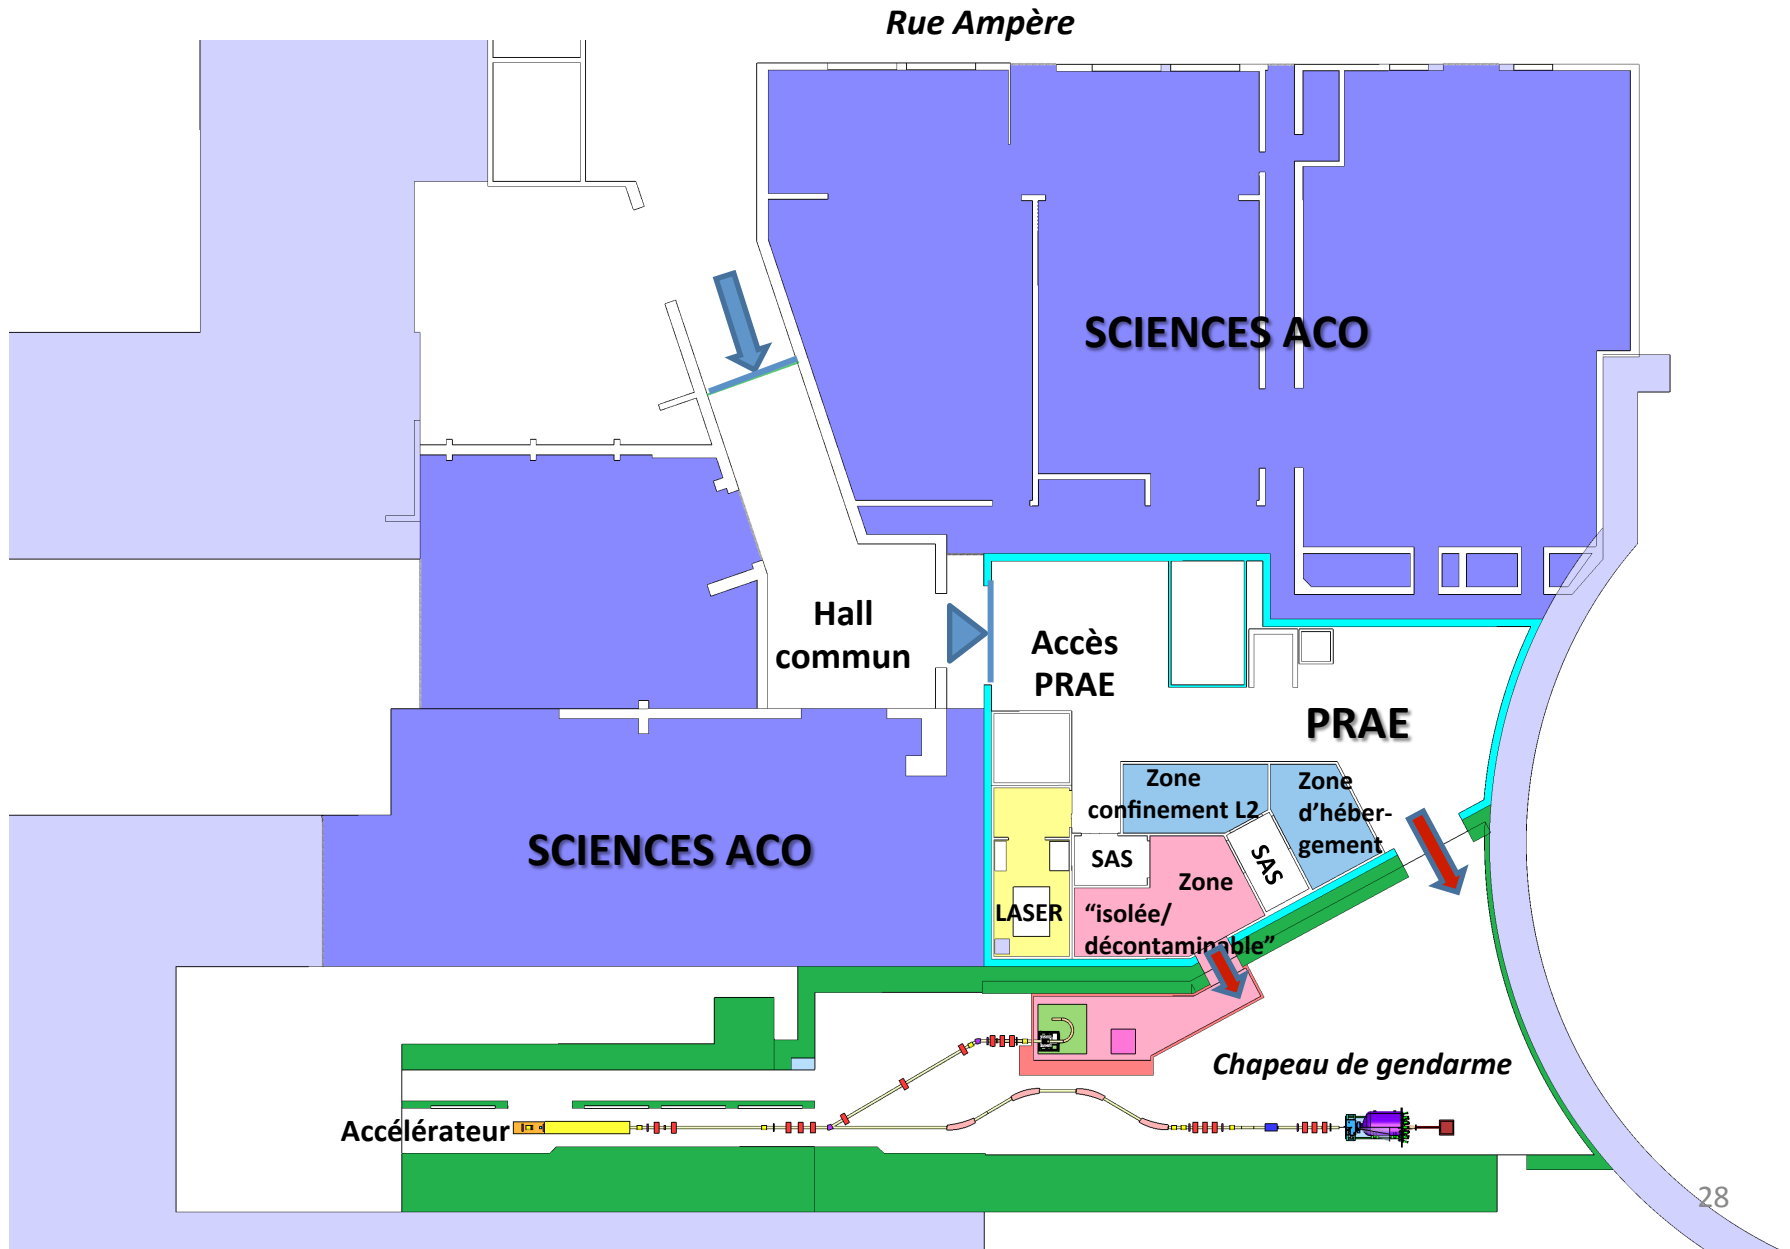 Rue Ampère
SCIENCES ACO
Hall
commun
Accès
PRAE
PRAE
Zone
confinement L2
Zone
d’héber-
gement
SAS
SAS
Zone
“isolée/
décontaminable”
LASER
SCIENCES ACO
Chapeau de gendarme
Accélérateur
28